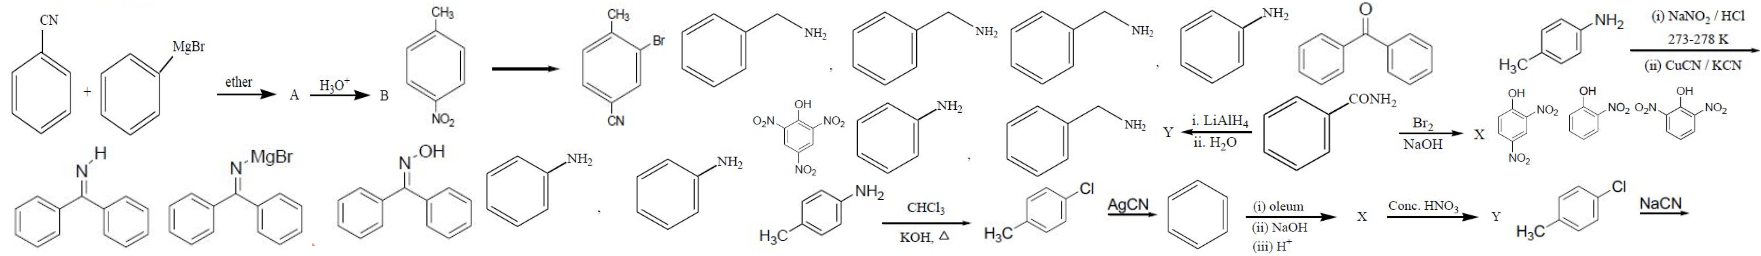 CN
MgBr
+
ether
A
H₃O⁺
B
CH₃
NO₂
CH₃
Br
CN
NH₂
,
NH₂
NH₂
,
NH₂
O
NH₂
H₃C
(i) NaNO₂ / HCl
273-278 K
(ii) CuCN / KCN
OH
O₂N
NO₂
NO₂
NH₂
,
NH₂
Y
i. LiAlH₄
ii. H₂O
CONH₂
Br₂
NaOH
X
OH
NO₂
NO₂
OH
NO₂
OH
NO₂
NO₂
H
N
MgBr
N
OH
N
NH₂
,
NH₂
NH₂
H₃C
CHCl₃
KOH, △
Cl
H₃C
AgCN
(i) oleum
(ii) NaOH
(iii) H⁺
X
Conc. HNO₃
Y
Cl
H₃C
NaCN